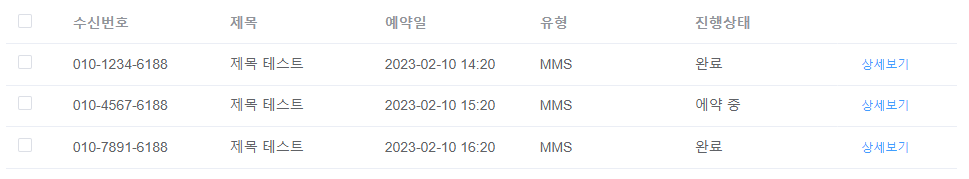 수신번호 제목 예약일 유형 진행상태
010-1234-6188 제목 테스트 2023-02-10 14:20 MMS 완료 상세보기
010-4567-6188 제목 테스트 2023-02-10 15:20 MMS 에약 중 상세보기
010-7891-6188 제목 테스트 2023-02-10 16:20 MMS 완료 상세보기